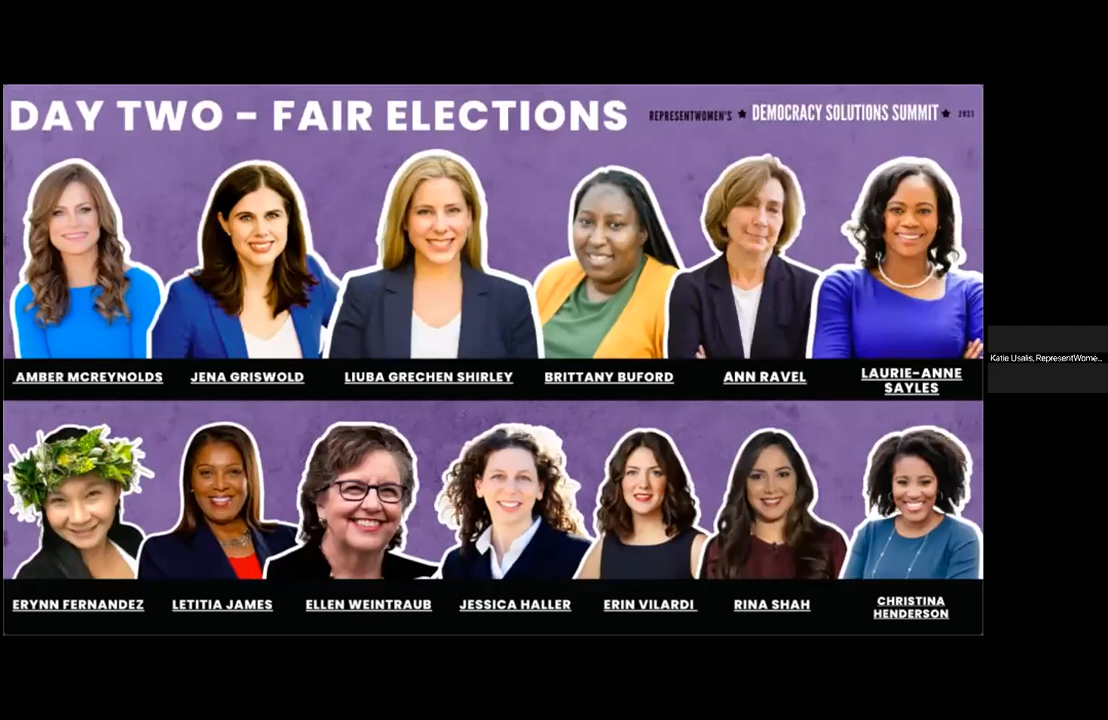 DAY TWO - FAIR ELECTIONS
REPRESENTWOMEN'S ★ DEMOCRACY SOLUTIONS SUMMIT ★ 2023
AMBER MCREYNOLDS
JENA GRISWOLD
LIUBA GRECHEN SHIRLEY
BRITTANY BUFORD
ANN RAVEL
LAURIE-ANNE
SAYLES
Katie Usalis, RepresentWome...
ERYNN FERNANDEZ
LETITIA JAMES
ELLEN WEINTRAUB
JESSICA HALLER
ERIN VILARDI
RINA SHAH
CHRISTINA
HENDERSON